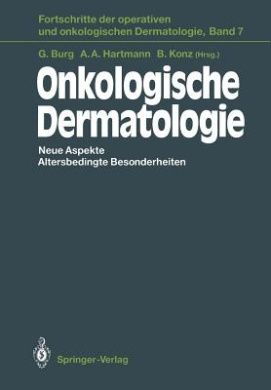 Fortschritte der operativen
und onkologischen Dermatologie, Band 7
G. Burg A. A. Hartmann B. Konz (Hrsg.)
Onkologische
Dermatologie
Neue Aspekte
Altersbedingte Besonderheiten
Springer-Verlag